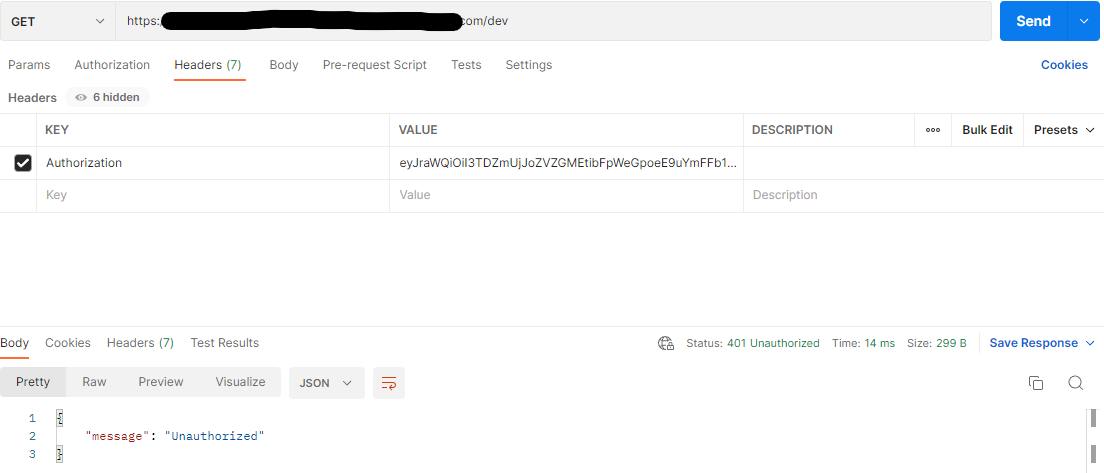 GET https: com/dev Send
Params Authorization Headers (7) Body Pre-request Script Tests Settings Cookies
Headers 6 hidden
KEY VALUE DESCRIPTION ooo Bulk Edit Presets
Authorization eyJraWQiOiI3TDZmUjJoZVZGMEtibFpWeGpoeE9uYmFFb1...
Key Value Description
Body Cookies Headers (7) Test Results Status: 401 Unauthorized Time: 14 ms Size: 299 B Save Response
Pretty Raw Preview Visualize JSON
1 {
2 "message": "Unauthorized"
3 }